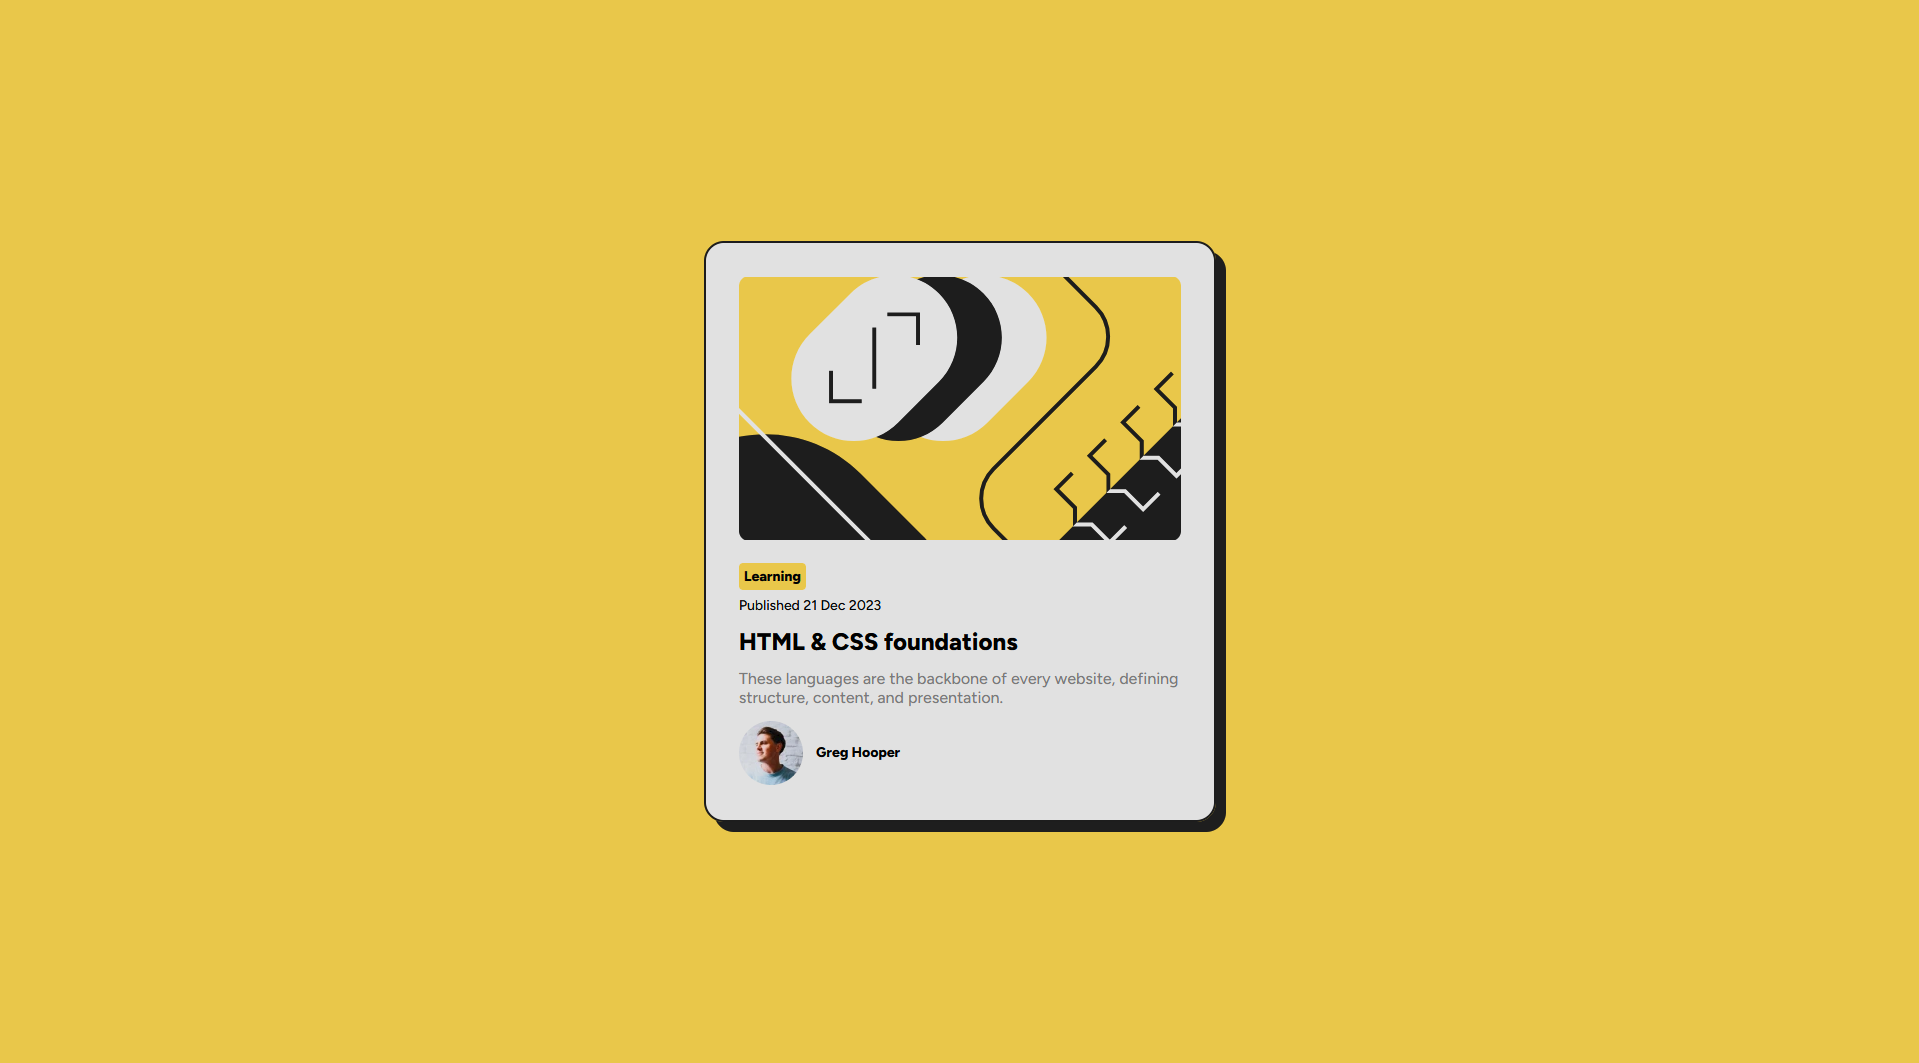 Learning
Published 21 Dec 2023
HTML & CSS foundations
These languages are the backbone of every website, defining
structure, content, and presentation.
Greg Hooper